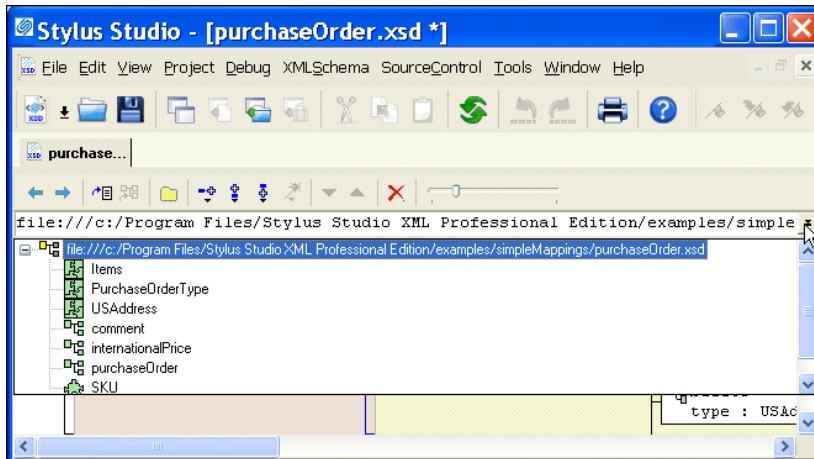 Stylus Studio - [purchaseOrder.xsd *]
File Edit View Project Debug XMLSchema SourceControl Tools Window Help
XSD
purchase...
file:///c:/Program Files/Stylus Studio XML Professional Edition/examples/simple
file:///c:/Program Files/Stylus Studio XML Professional Edition/examples/simpleMappings/purchaseOrder.xsd
Items
PurchaseOrderType
USAddress
comment
internationalPrice
purchaseOrder
SKU
type : USAd